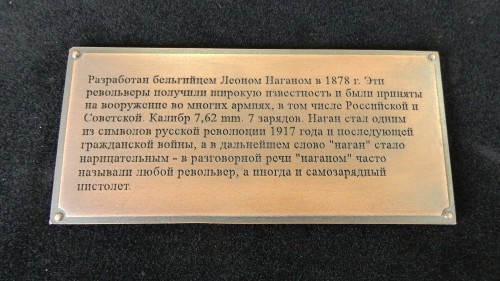 Разработан бельгийцем Леоном Наганом в 1878 г. Эти
револьверы получили широкую известность и были приняты
на вооружение во многих армиях, в том числе Российской и
Советской. Калибр 7,62 mm. 7 зарядов. Наган стал одним
из символов русской революции 1917 года и последующей
гражданской войны, а в дальнейшем слово "наган" стало
нарицательным - в разговорной речи "наганом" часто
называли любой револьвер, а иногда и самозарядный
пистолет.